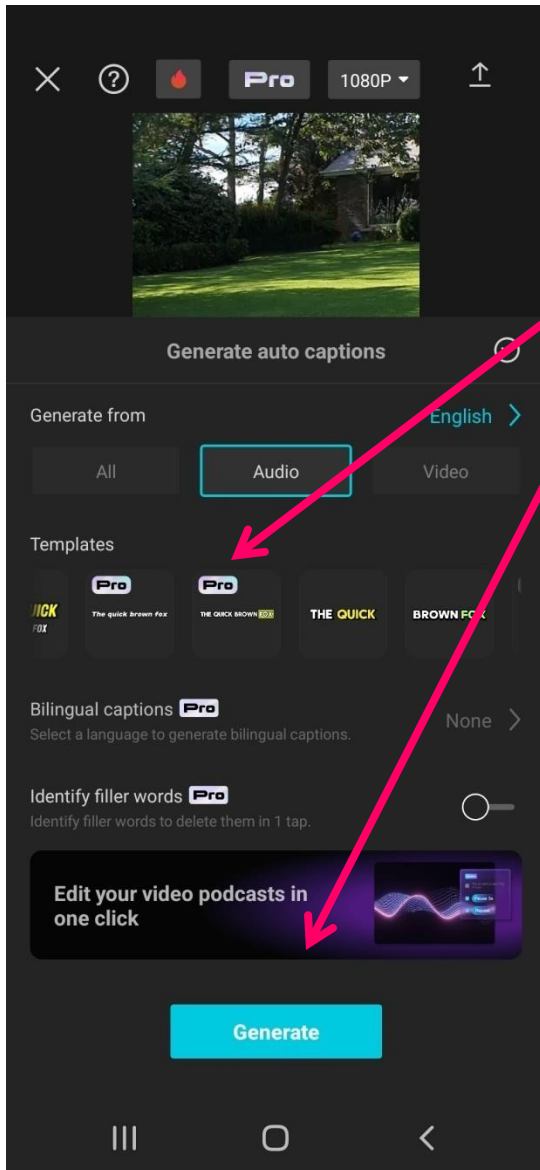 Pro
1080P
Generate auto captions
Generate from
English
All
Audio
Video
Templates
Pro
Pro
UICK
FOX
The quick brown fox
THE QUICK BROWN FOX
THE QUICK
BROWN FOX
Bilingual captions Pro
Select a language to generate bilingual captions.
None
Identify filler words Pro
Identify filler words to delete them in 1 tap.
Edit your video podcasts in
one click
Generate